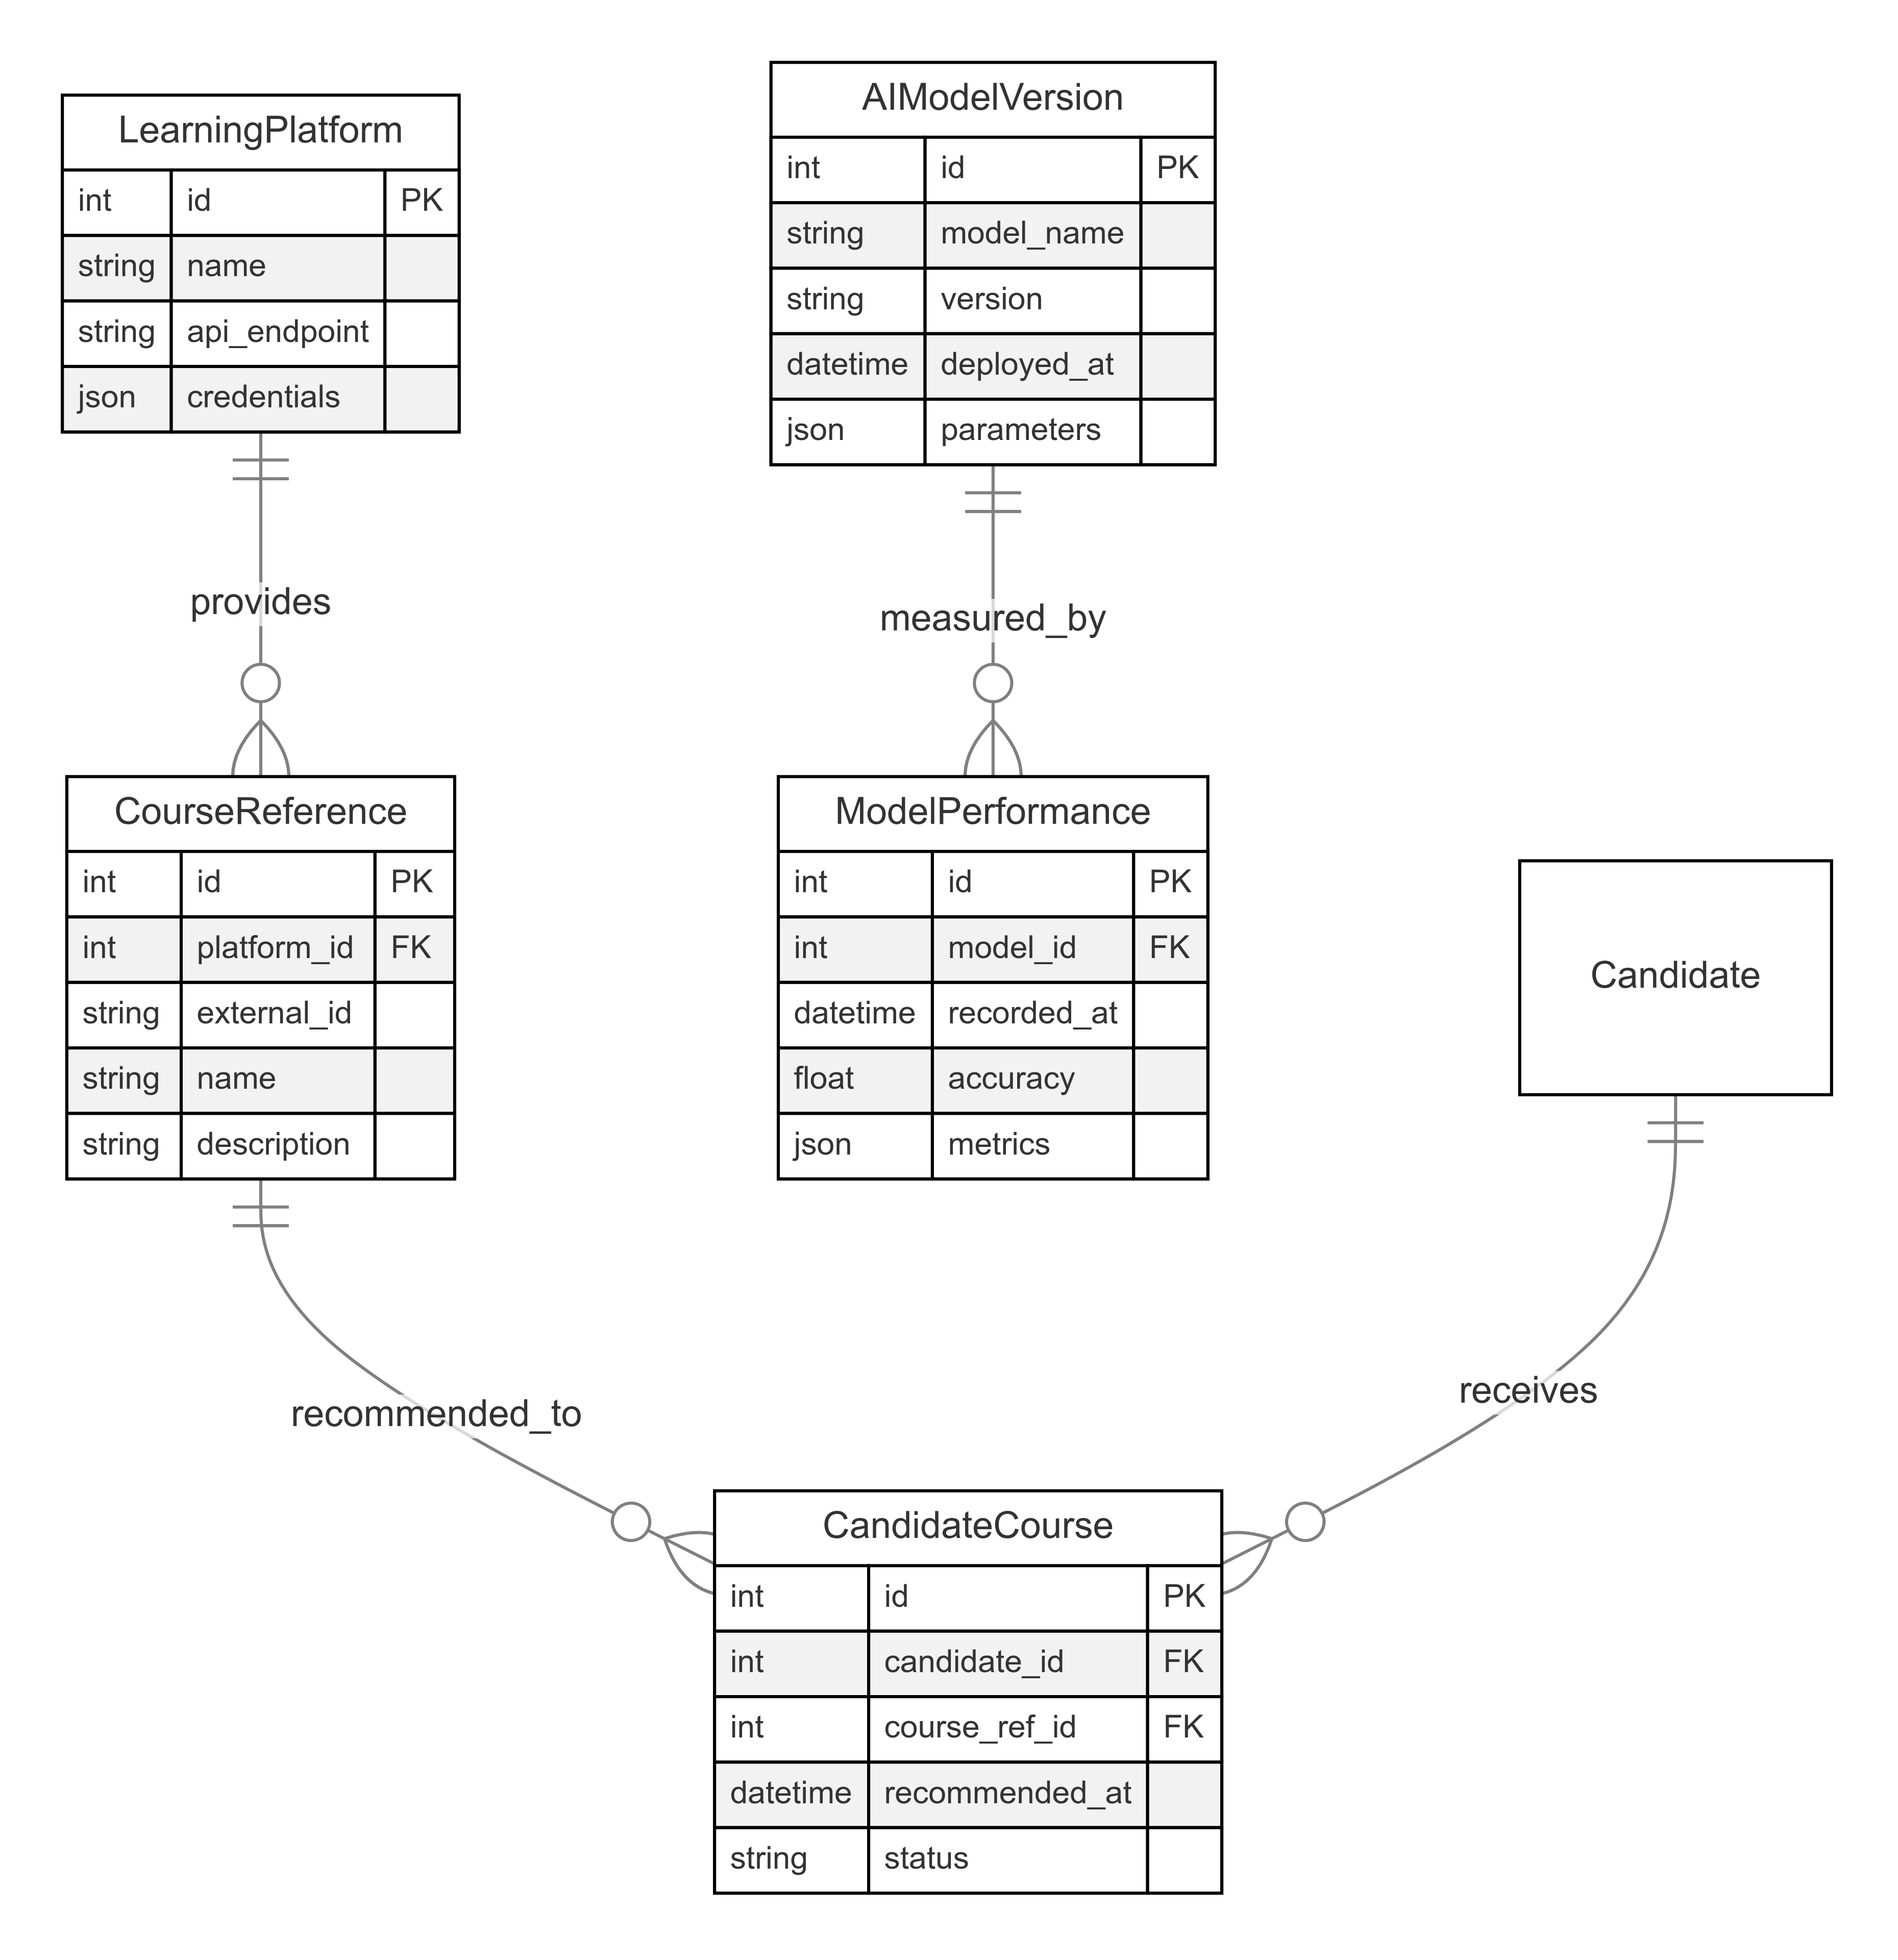 LearningPlatform
int id PK
string name
string api_endpoint
json credentials
AIModelVersion
int id PK
string model_name
string version
datetime deployed_at
json parameters
provides
measured_by
CourseReference
int id PK
int platform_id FK
string external_id
string name
string description
ModelPerformance
int id PK
int model_id FK
datetime recorded_at
float accuracy
json metrics
Candidate
recommended_to
receives
CandidateCourse
int id PK
int candidate_id FK
int course_ref_id FK
datetime recommended_at
string status